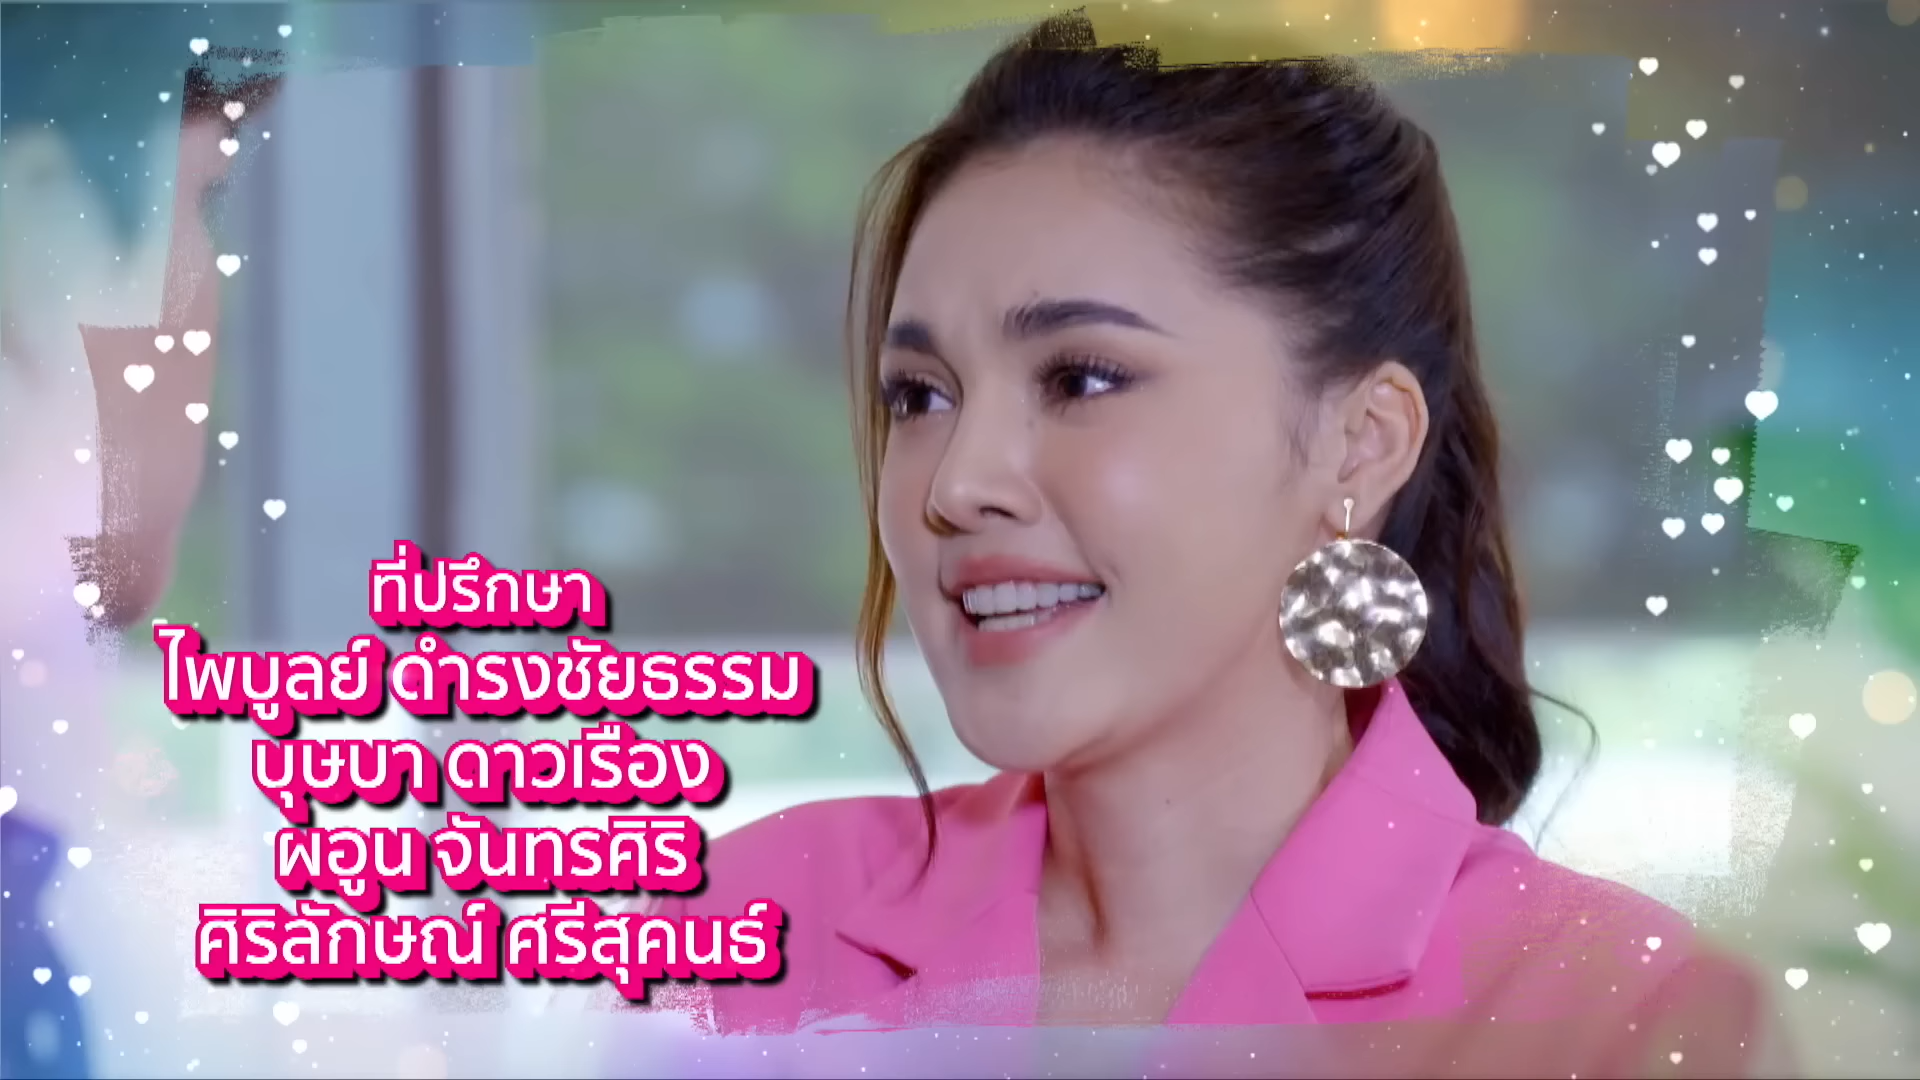 ที่ปรึกษา
ไพบูลย์ ดำรงชัยธรรม
บุษบา ดาวเรือง
ผอูน จันทรศิริ
ศิริลักษณ์ ศรีสุคนธ์